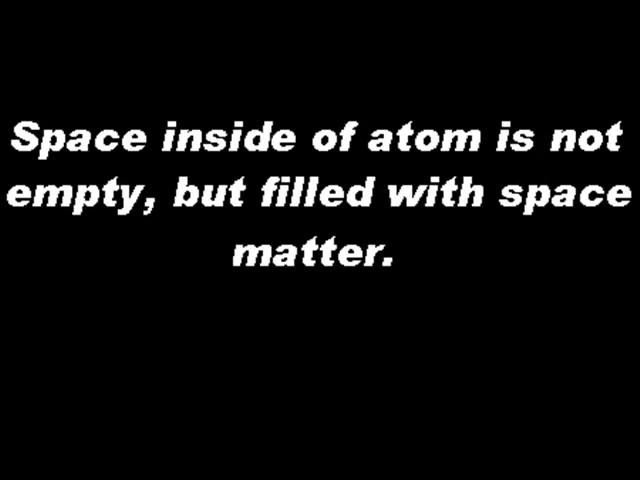 Space inside of atom is not
empty, but filled with space
matter.